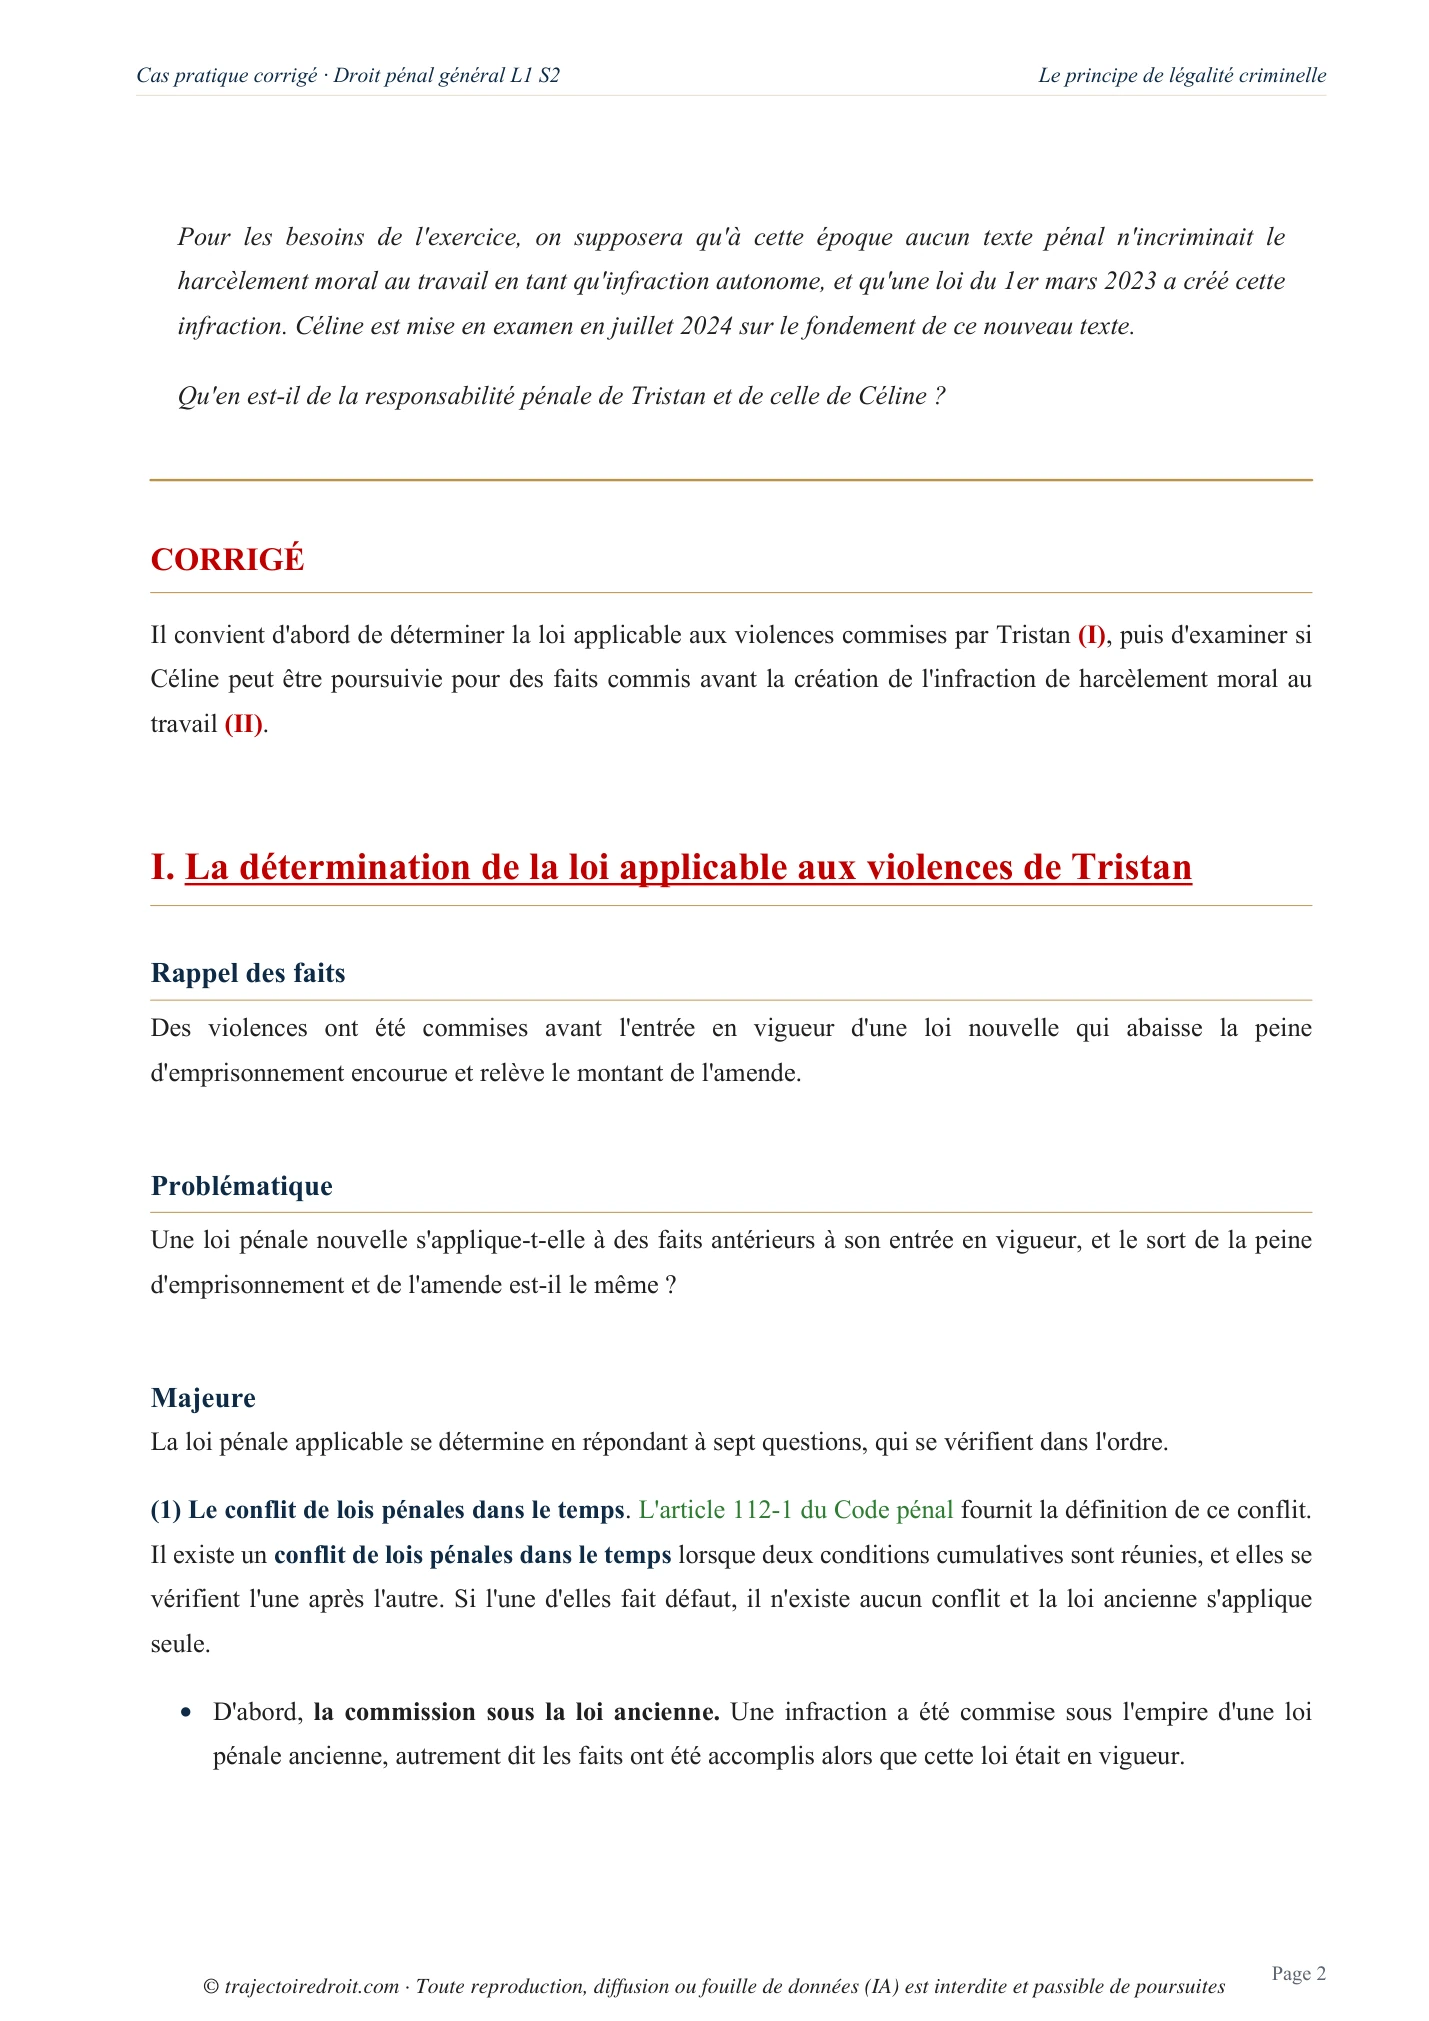 Cas pratique corrigé · Droit pénal général L1 S2
Le principe de légalité criminelle
Pour les besoins de l'exercice, on supposera qu'à cette époque aucun texte pénal n'incriminait le
harcèlement moral au travail en tant qu'infraction autonome, et qu'une loi du 1er mars 2023 a créé cette
infraction. Céline est mise en examen en juillet 2024 sur le fondement de ce nouveau texte.
Qu'en est-il de la responsabilité pénale de Tristan et de celle de Céline ?
CORRIGÉ
Il convient d'abord de déterminer la loi applicable aux violences commises par Tristan (I), puis d'examiner si
Céline peut être poursuivie pour des faits commis avant la création de l'infraction de harcèlement moral au
travail (II).
I. La détermination de la loi applicable aux violences de Tristan
Rappel des faits
Des violences ont été commises avant l'entrée en vigueur d'une loi nouvelle qui abaisse la peine
d'emprisonnement encourue et relève le montant de l'amende.
Problématique
Une loi pénale nouvelle s'applique-t-elle à des faits antérieurs à son entrée en vigueur, et le sort de la peine
d'emprisonnement et de l'amende est-il le même ?
Majeure
La loi pénale applicable se détermine en répondant à sept questions, qui se vérifient dans l'ordre.
(1) Le conflit de lois pénales dans le temps. L'article 112-1 du Code pénal fournit la définition de ce conflit.
Il existe un conflit de lois pénales dans le temps lorsque deux conditions cumulatives sont réunies, et elles se
vérifient l'une après l'autre. Si l'une d'elles fait défaut, il n'existe aucun conflit et la loi ancienne s'applique
seule.
• D'abord, la commission sous la loi ancienne. Une infraction a été commise sous l'empire d'une loi
pénale ancienne, autrement dit les faits ont été accomplis alors que cette loi était en vigueur.
© trajectoiredroit.com · Toute reproduction, diffusion ou fouille de données (IA) est interdite et passible de poursuites
Page 2